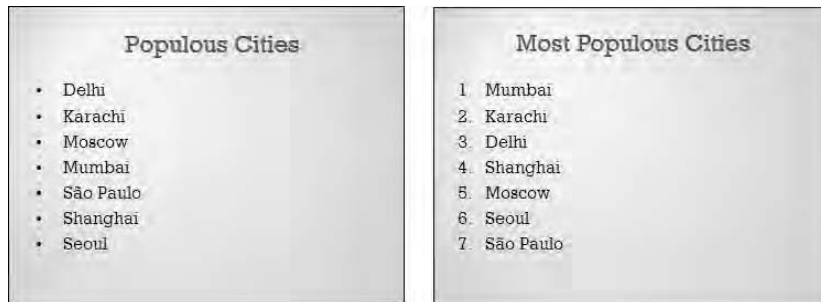 Populous Cities
• Delhi
• Karachi
• Moscow
• Mumbai
• São Paulo
• Shanghai
• Seoul
Most Populous Cities
1. Mumbai
2. Karachi
3. Delhi
4. Shanghai
5. Moscow
6. Seoul
7. São Paulo